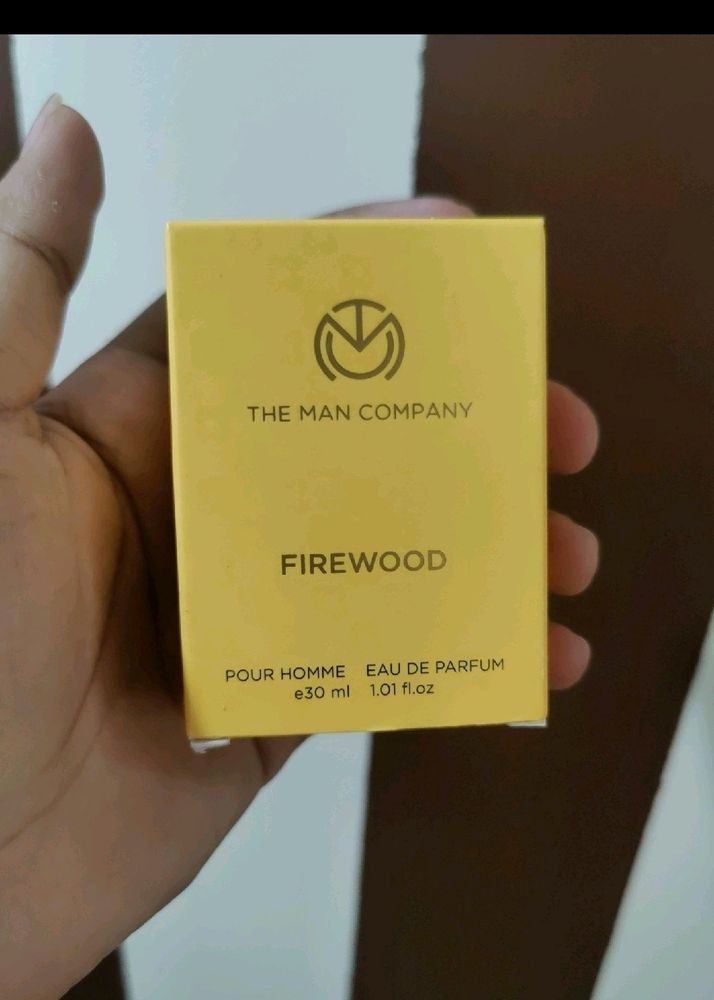 THE MAN COMPANY
FIREWOOD
POUR HOMME EAU DE PARFUM
e30 ml 1.01 fl.oz